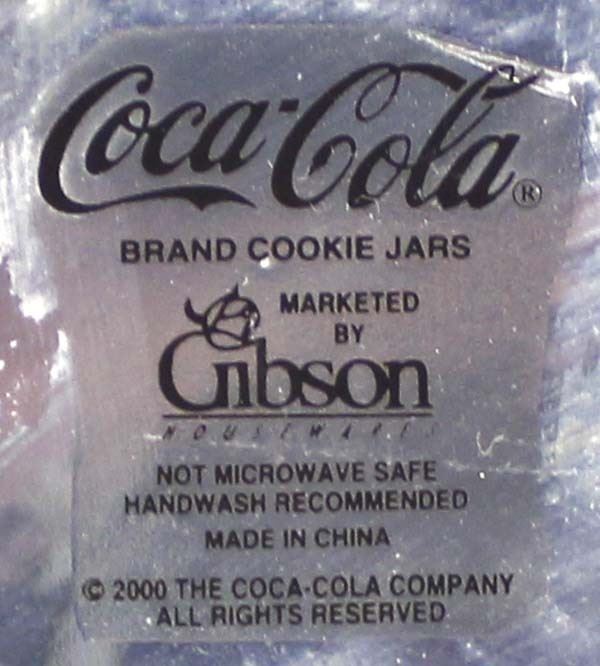 Coca-Cola®
BRAND COOKIE JARS
MARKETED
BY
Gibson
HOUSEWARES
NOT MICROWAVE SAFE
HANDWASH RECOMMENDED
MADE IN CHINA
© 2000 THE COCA-COLA COMPANY
ALL RIGHTS RESERVED